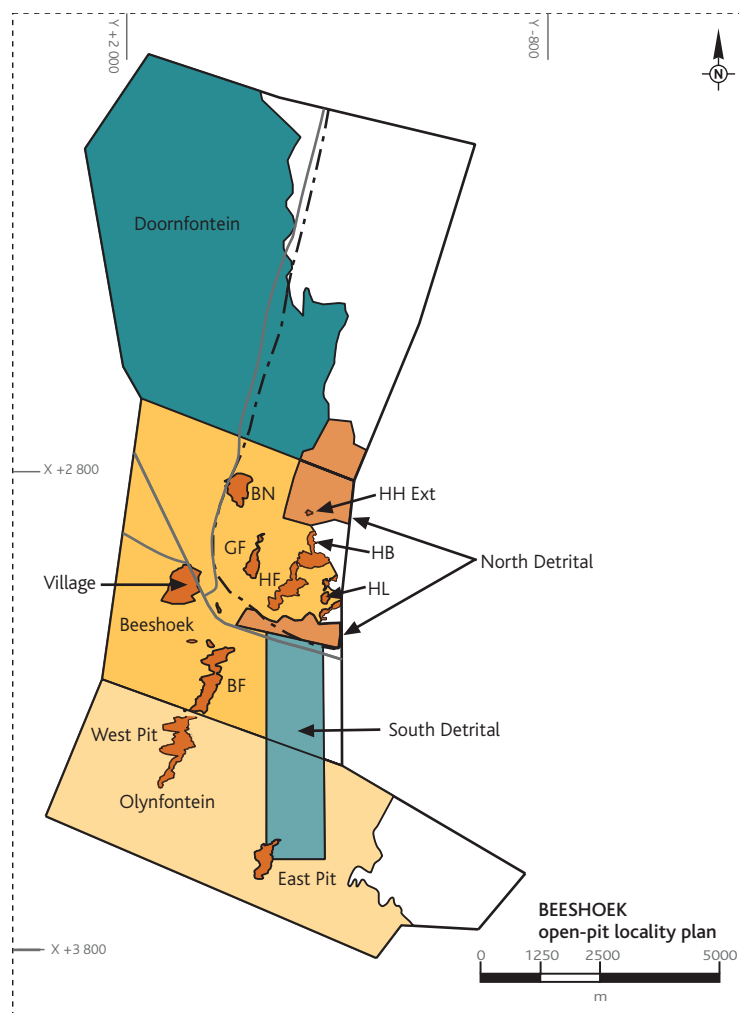 Y + 2 000
Y -800
N
Doornfontein
X +2 800
BN
HH Ext
GF
HB
North Detrital
HF
Village
HL
Beeshoek
BF
South Detrital
West Pit
Olynfontein
East Pit
BEESHOEK
open-pit locality plan
0 1250 2500 5000
m
X +3 800